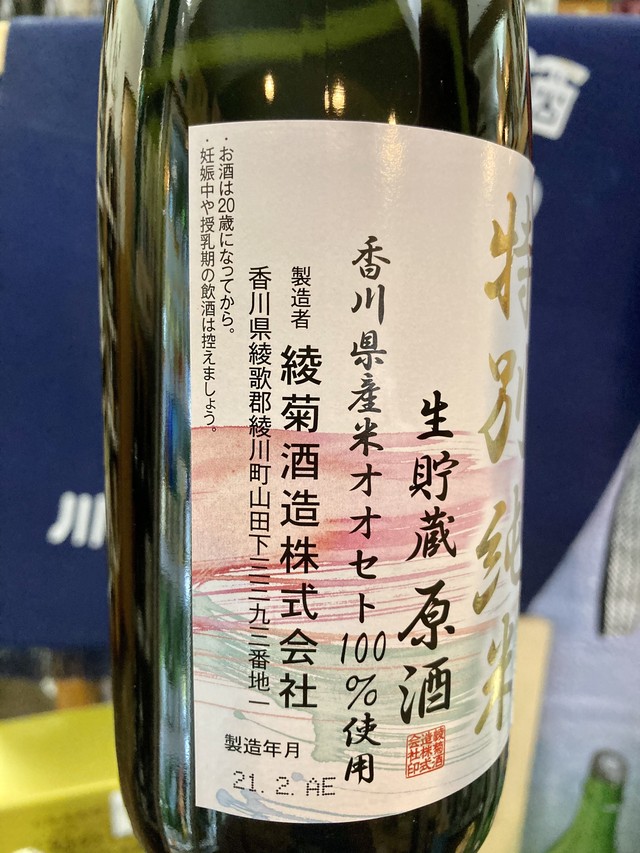 特別純米
生貯蔵原酒
綾菊酒造株式会社印
香川県産米オオセト100%使用
製造者 綾菊酒造株式会社
香川県綾歌郡綾川町山田下三三九三番地一
・お酒は20歳になってから。
・妊娠中や授乳期の飲酒は控えましょう。
製造年月
21.2.AE
酒
川